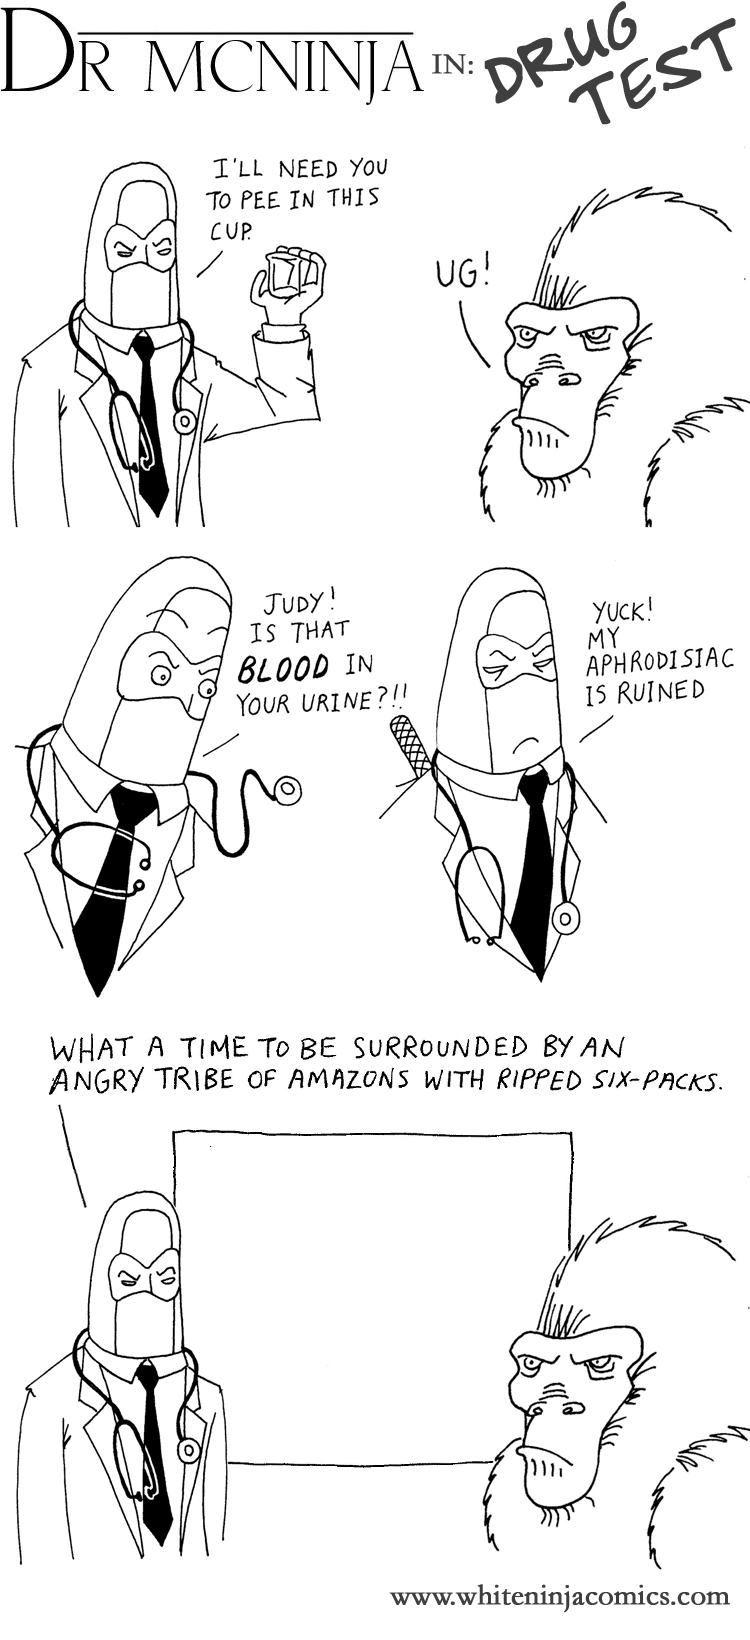 DR MCNINJA IN: DRUG TEST
I'LL NEED YOU
TO PEE IN THIS
CUP.
UG!
JUDY!
IS THAT
BLOOD IN
YOUR URINE?!!
YUCK!
MY
APHRODISIAC
IS RUINED
WHAT A TIME TO BE SURROUNDED BY AN
ANGRY TRIBE OF AMAZONS WITH RIPPED SIX-PACKS.
www.whiteninjacomics.com